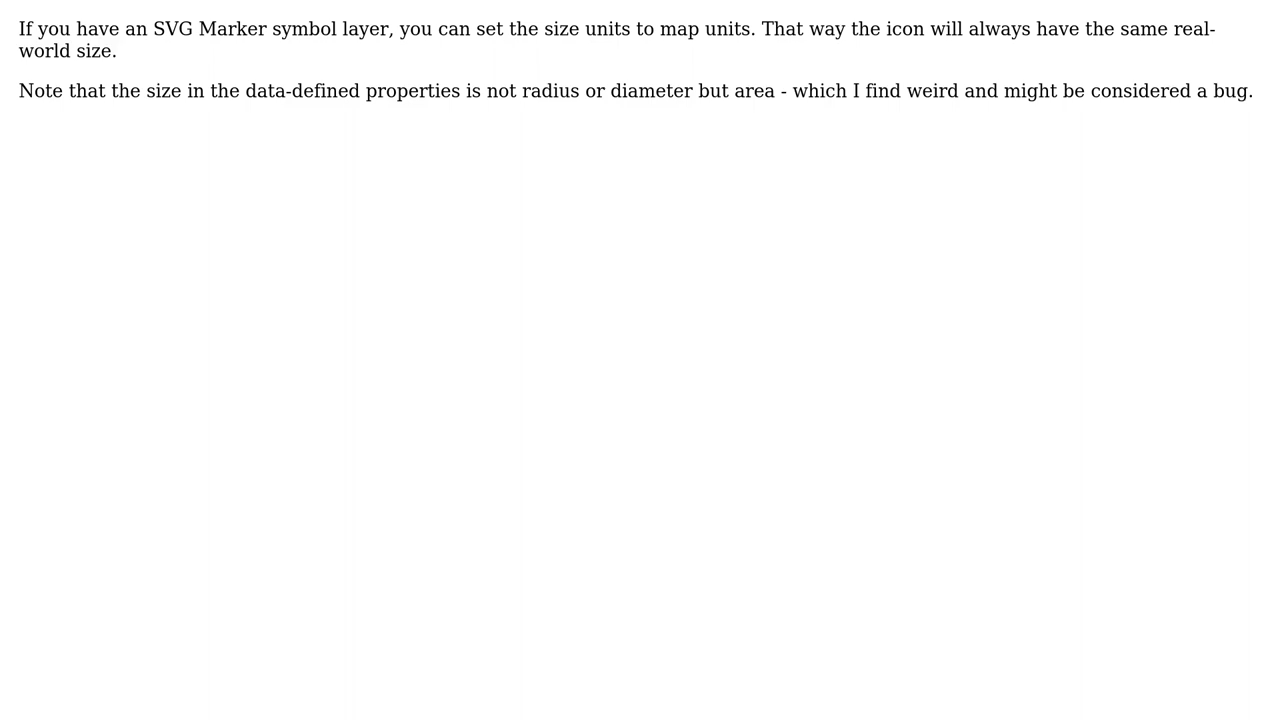 If you have an SVG Marker symbol layer, you can set the size units to map units. That way the icon will always have the same real-
world size.
Note that the size in the data-defined properties is not radius or diameter but area - which I find weird and might be considered a bug.